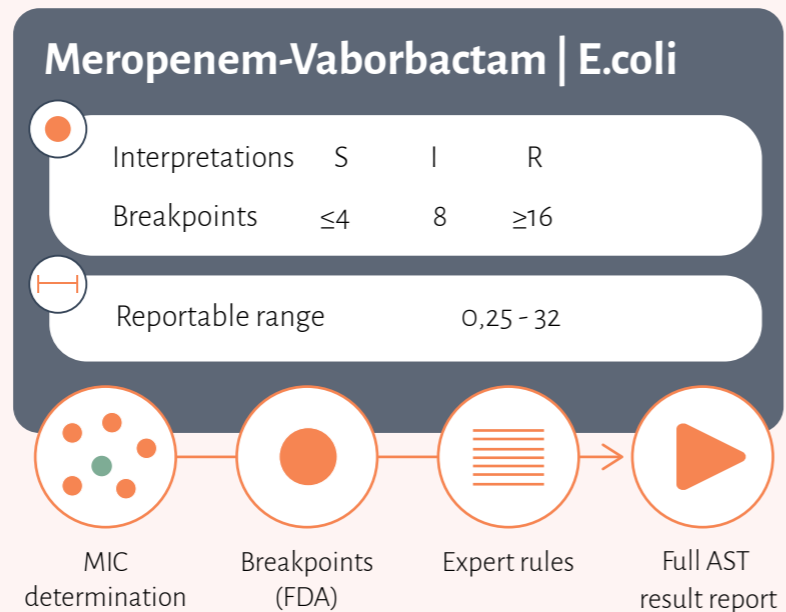 Meropenem-Vaborbactam | E.coli
Interpretations S I R
Breakpoints ≤4 8 ≥16
Reportable range 0,25 - 32
MIC
determination
Breakpoints
(FDA)
Expert rules
Full AST
result report